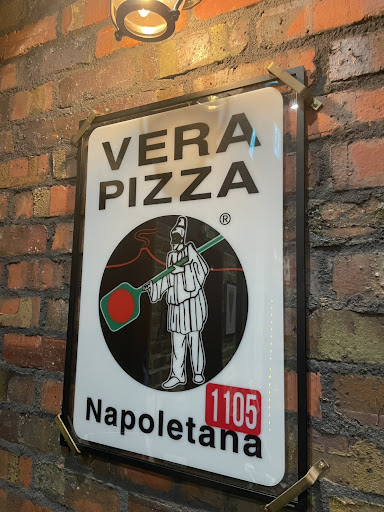 VERA
PIZZA
®
1105
Napoletana